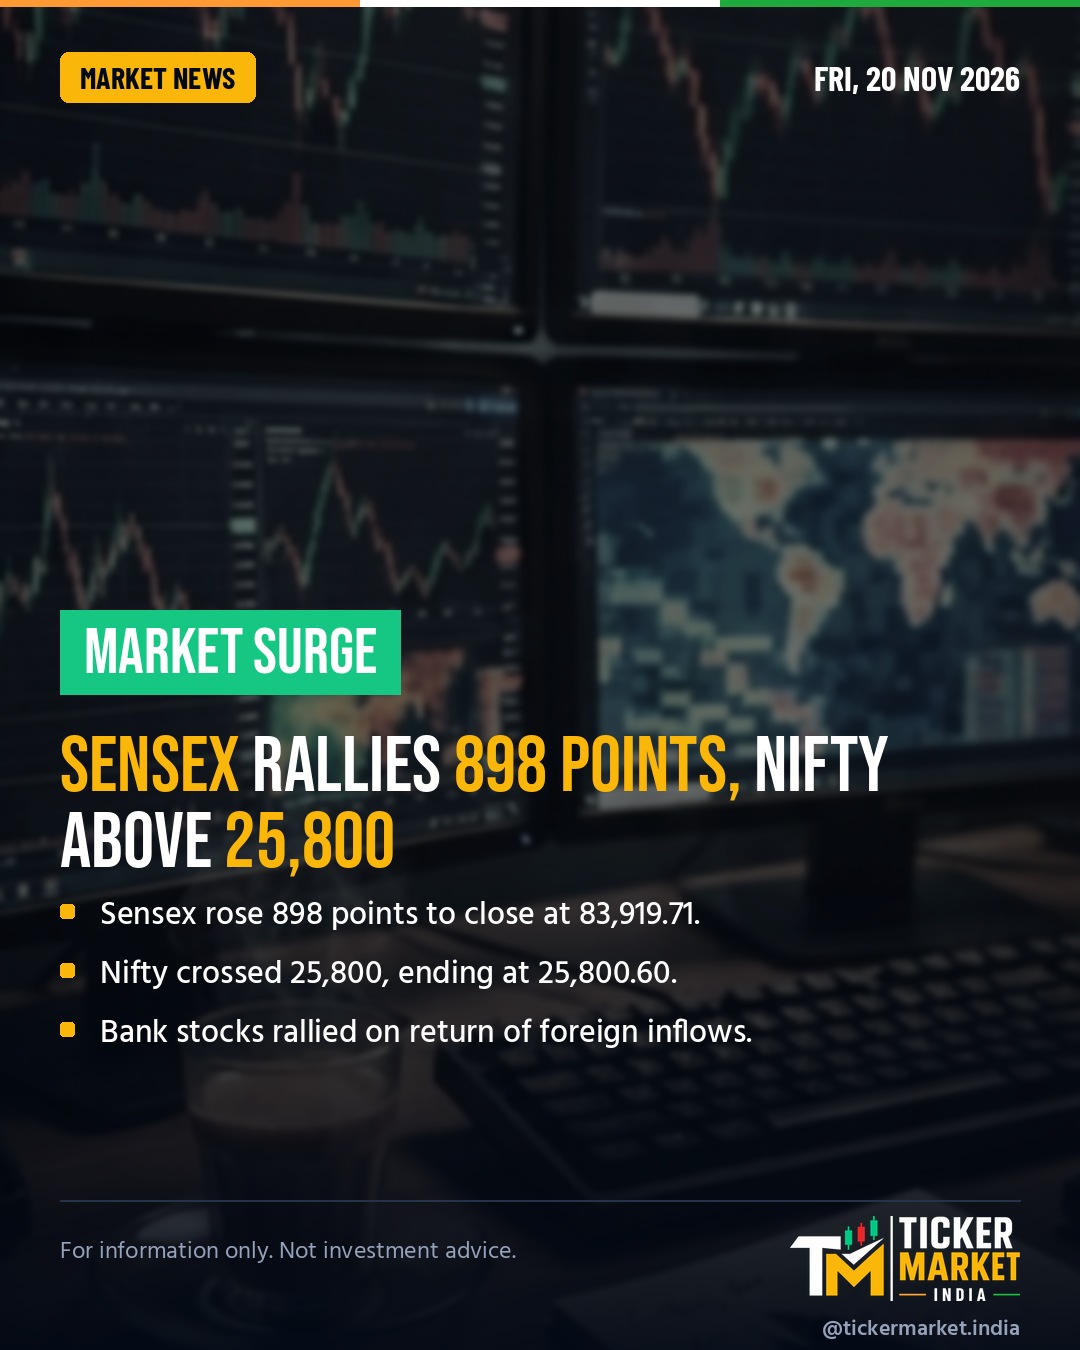 MARKET NEWS
FRI, 20 NOV 2026
MARKET SURGE
SENSEX RALLIES 898 POINTS, NIFTY
ABOVE 25,800
Sensex rose 898 points to close at 83,919.71.
Nifty crossed 25,800, ending at 25,800.60.
Bank stocks rallied on return of foreign inflows.
For information only. Not investment advice.
TM
TICKER
MARKET
INDIA
@tickermarket.india